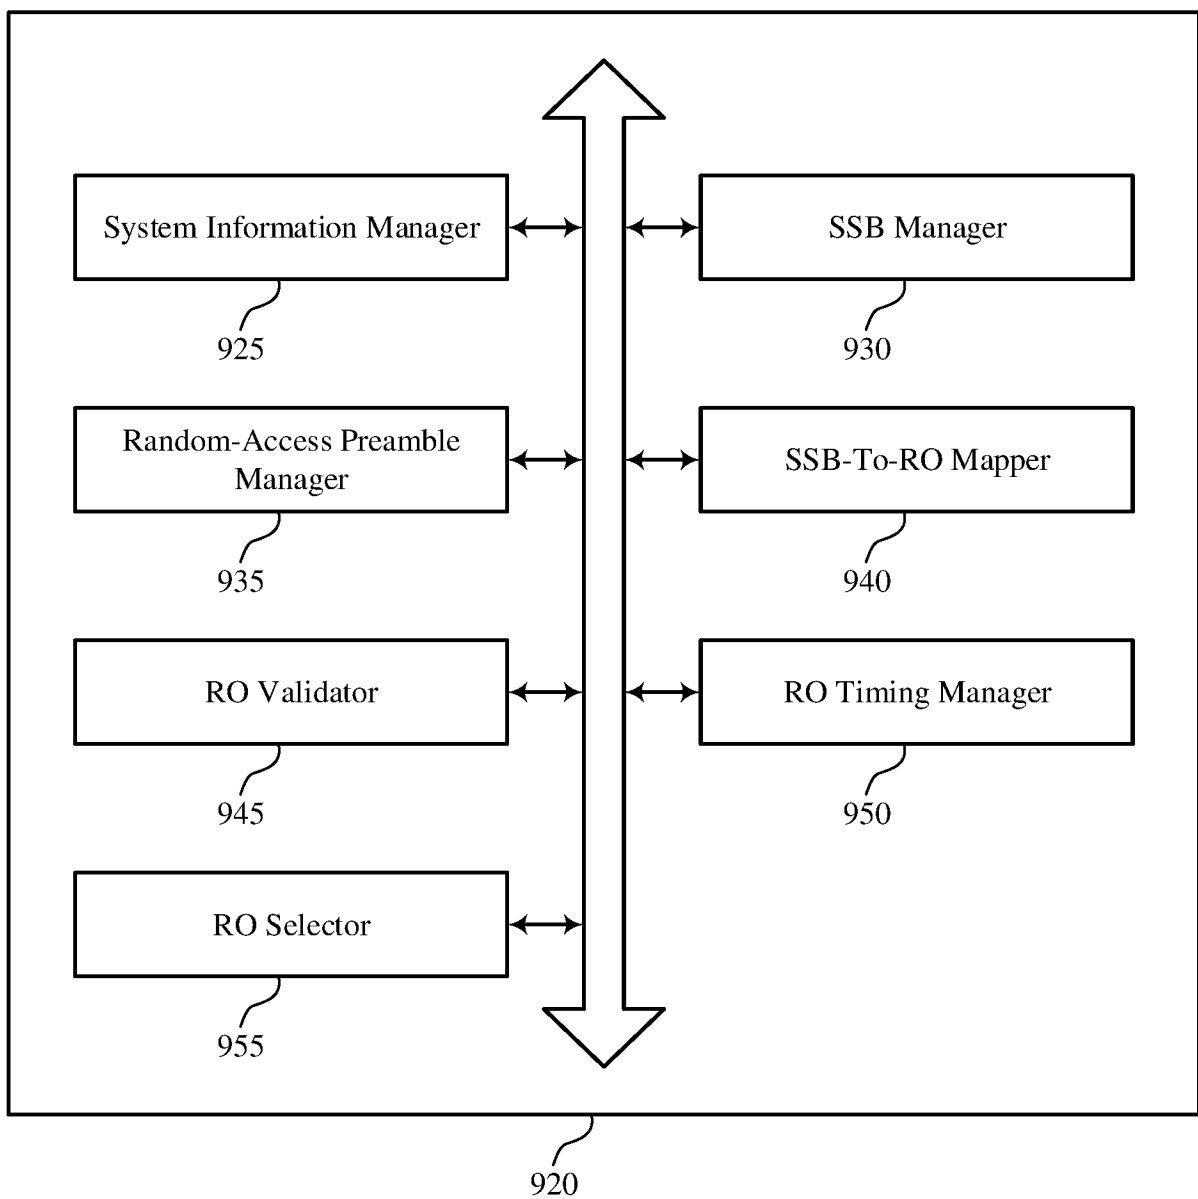 System Information Manager
SSB Manager
925
930
Random-Access Preamble
Manager
SSB-To-RO Mapper
935
940
RO Validator
RO Timing Manager
945
950
RO Selector
955
920